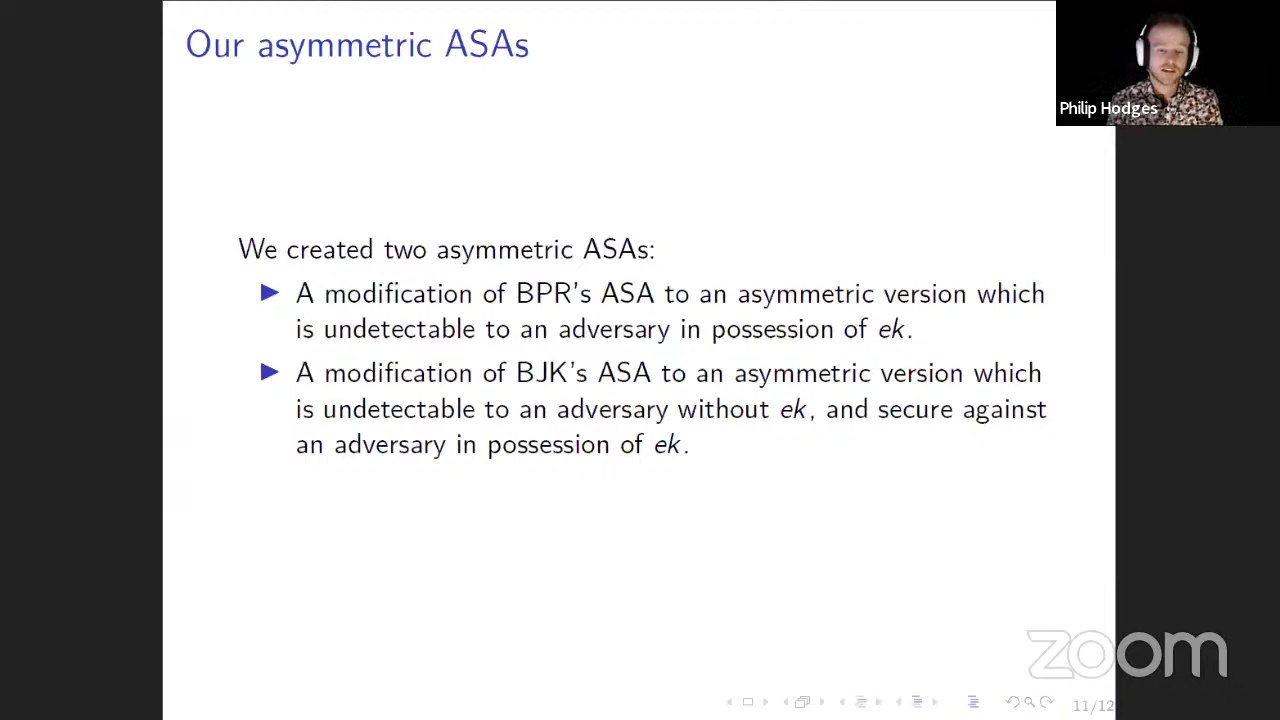 Our asymmetric ASAs
Philip Hodges
We created two asymmetric ASAs:
A modification of BPR's ASA to an asymmetric version which
is undetectable to an adversary in possession of ek.
A modification of BJK's ASA to an asymmetric version which
is undetectable to an adversary without ek, and secure against
an adversary in possession of ek.
zoom
11/12